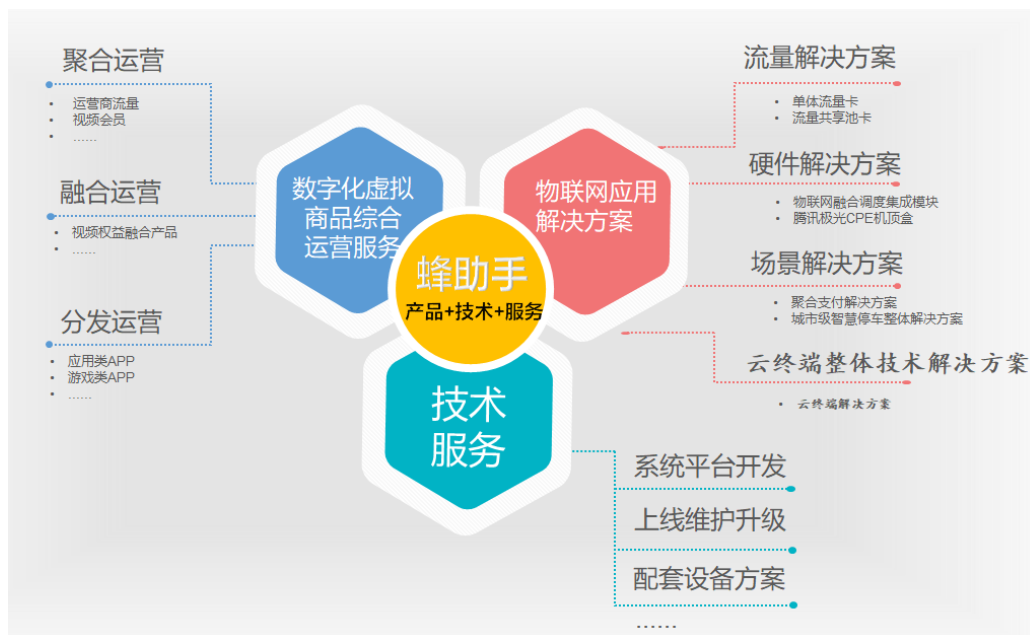 聚合运营
• 运营商流量
• 视频会员
• ......
融合运营
• 视频权益融合产品
• ......
分发运营
• 应用类APP
• 游戏类APP
• ......
数字化虚拟
商品综合
运营服务
物联网应用
解决方案
蜂助手
产品+技术+服务
技术
服务
流量解决方案
• 单体流量卡
• 流量共享池卡
硬件解决方案
• 物联网融合调度集成模块
• 腾讯极光CPE机顶盒
场景解决方案
• 聚合支付解决方案
• 城市级智慧停车整体解决方案
云终端整体技术解决方案
• 云终端解决方案
系统平台开发
上线维护升级
配套设备方案
......